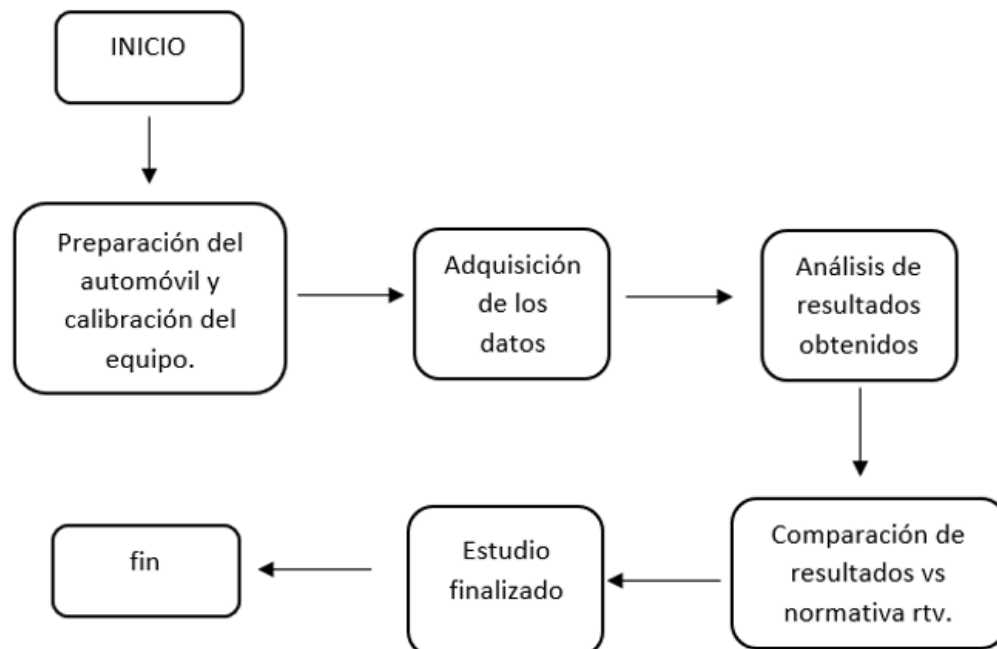 INICIO
Preparación del
automóvil y
calibración del
equipo.
Adquisición
de los
datos
Análisis de
resultados
obtenidos
Comparación de
resultados vs
normativa rtv.
Estudio
finalizado
fin